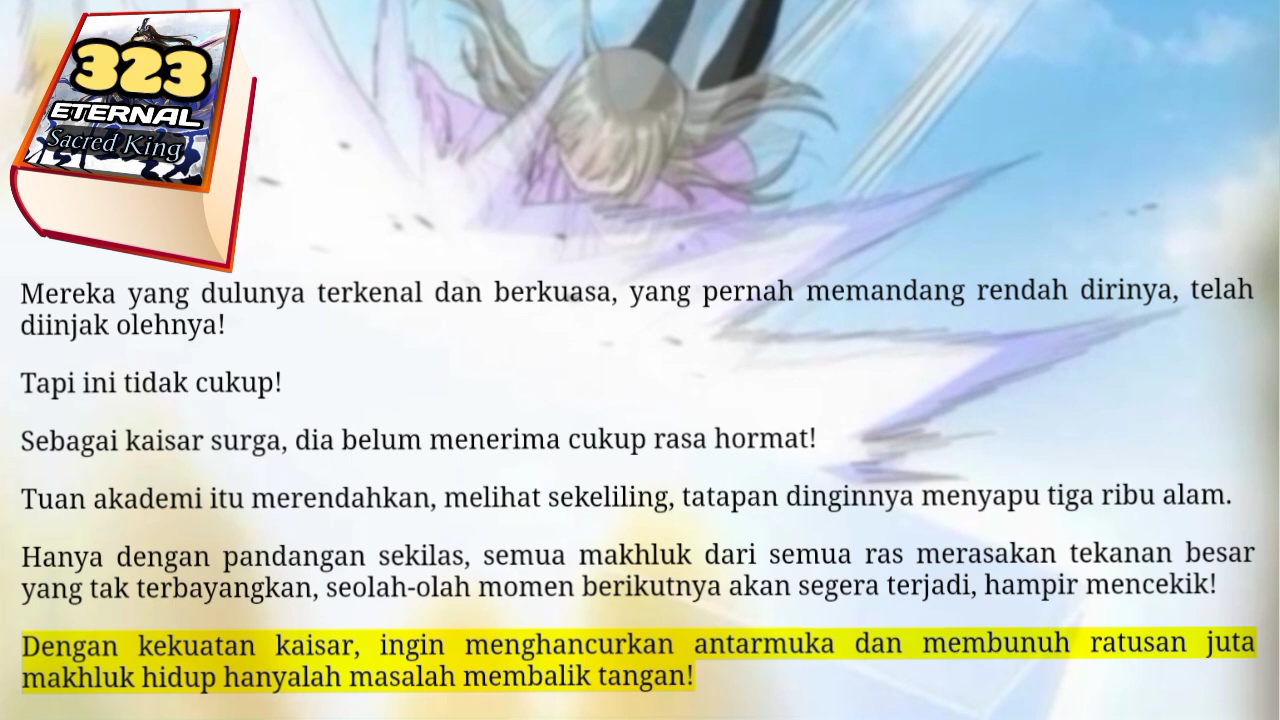 323
ETERNAL
Sacred King
Mereka yang dulunya terkenal dan berkuasa, yang pernah memandang rendah dirinya, telah
diinjak olehnya!
Tapi ini tidak cukup!
Sebagai kaisar surga, dia belum menerima cukup rasa hormat!
Tuan akademi itu merendahkan, melihat sekeliling, tatapan dinginnya menyapu tiga ribu alam.
Hanya dengan pandangan sekilas, semua makhluk dari semua ras merasakan tekanan besar
yang tak terbayangkan, seolah-olah momen berikutnya akan segera terjadi, hampir mencekik!
Dengan kekuatan kaisar, ingin menghancurkan antarmuka dan membunuh ratusan juta
makhluk hidup hanyalah masalah membalik tangan!